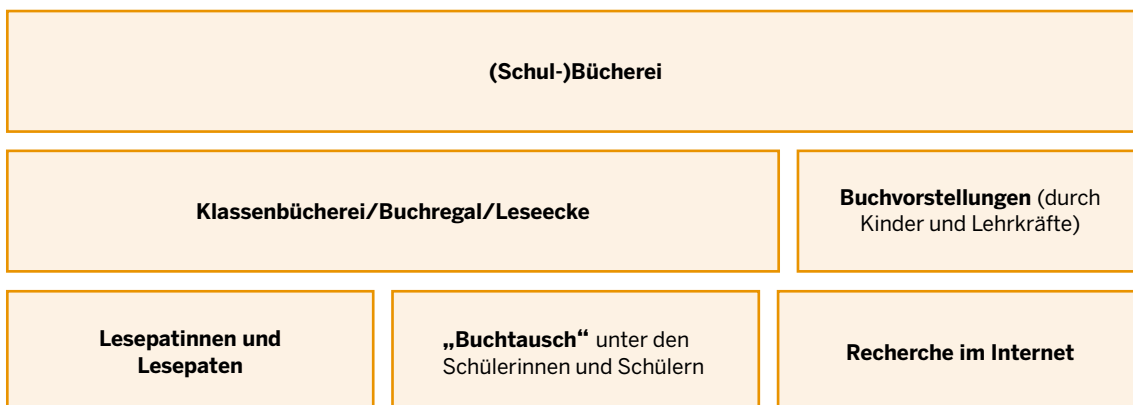 (Schul-)Bücherei
Klassenbücherei/Buchregal/Leseecke
Buchvorstellungen (durch
Kinder und Lehrkräfte)
Lesepatinnen und
Lesepaten
„Buchtausch“ unter den
Schülerinnen und Schülern
Recherche im Internet